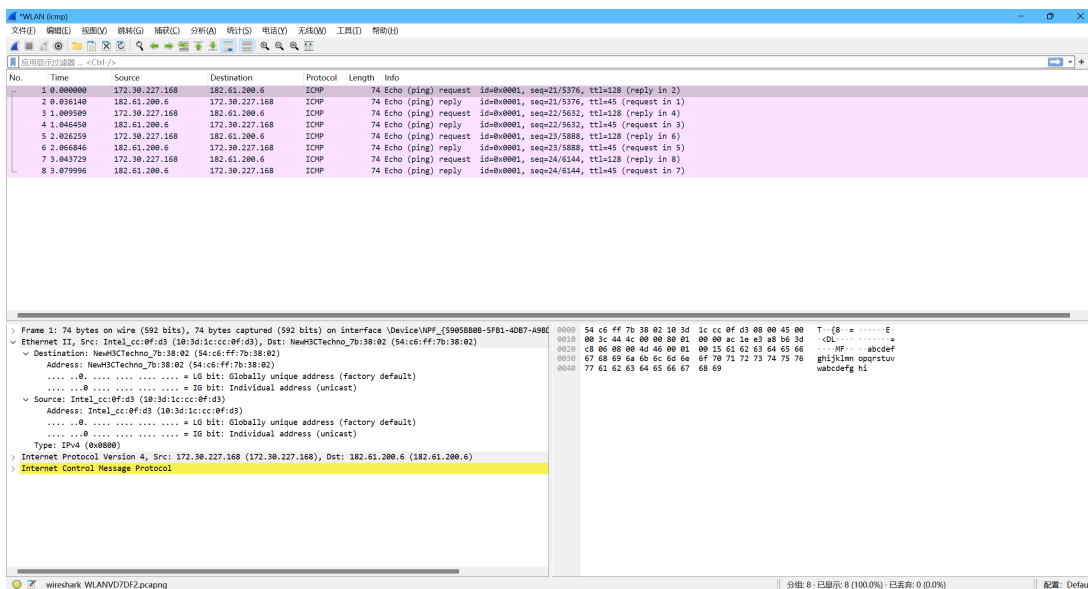 *WLAN (icmp)
文件(F) 编辑(E) 视图(V) 跳转(G) 捕获(C) 分析(A) 统计(S) 电话(Y) 无线(W) 工具(T) 帮助(H)
应用显示过滤器 … <Ctrl-/>
No. Time Source Destination Protocol Length Info
1 0.000000 172.30.227.168 182.61.200.6 ICMP 74 Echo (ping) request id=0x0001, seq=21/5376, ttl=128 (reply in 2)
2 0.036140 182.61.200.6 172.30.227.168 ICMP 74 Echo (ping) reply id=0x0001, seq=21/5376, ttl=45 (request in 1)
3 1.009509 172.30.227.168 182.61.200.6 ICMP 74 Echo (ping) request id=0x0001, seq=22/5632, ttl=128 (reply in 4)
4 1.046450 182.61.200.6 172.30.227.168 ICMP 74 Echo (ping) reply id=0x0001, seq=22/5632, ttl=45 (request in 3)
5 2.026259 172.30.227.168 182.61.200.6 ICMP 74 Echo (ping) request id=0x0001, seq=23/5888, ttl=128 (reply in 6)
6 2.066846 182.61.200.6 172.30.227.168 ICMP 74 Echo (ping) reply id=0x0001, seq=23/5888, ttl=45 (request in 5)
7 3.043729 172.30.227.168 182.61.200.6 ICMP 74 Echo (ping) request id=0x0001, seq=24/6144, ttl=128 (reply in 8)
8 3.079996 182.61.200.6 172.30.227.168 ICMP 74 Echo (ping) reply id=0x0001, seq=24/6144, ttl=45 (request in 7)
Frame 1: 74 bytes on wire (592 bits), 74 bytes captured (592 bits) on interface \Device\NPF_{5905BB0B-5FB1-4DB7-A9BD
Ethernet II, Src: Intel_cc:0f:d3 (10:3d:1c:cc:0f:d3), Dst: NewH3CTechno_7b:38:02 (54:c6:ff:7b:38:02)
Destination: NewH3CTechno_7b:38:02 (54:c6:ff:7b:38:02)
Address: NewH3CTechno_7b:38:02 (54:c6:ff:7b:38:02)
.... ..0. .... .... .... .... = LG bit: Globally unique address (factory default)
.... ...0 .... .... .... .... = IG bit: Individual address (unicast)
Source: Intel_cc:0f:d3 (10:3d:1c:cc:0f:d3)
Address: Intel_cc:0f:d3 (10:3d:1c:cc:0f:d3)
.... ..0. .... .... .... .... = LG bit: Globally unique address (factory default)
.... ...0 .... .... .... .... = IG bit: Individual address (unicast)
Type: IPv4 (0x0800)
Internet Protocol Version 4, Src: 172.30.227.168 (172.30.227.168), Dst: 182.61.200.6 (182.61.200.6)
Internet Control Message Protocol
0000 54 c6 ff 7b 38 02 10 3d 1c cc 0f d3 08 00 45 00 T··{8··= ······E·
0010 00 3c 44 4c 00 00 80 01 00 00 ac 1e e3 a8 b6 3d ·<DL···· ·······=
0020 c8 06 08 00 4d 46 00 01 00 15 61 62 63 64 65 66 ····MF·· ··abcdef
0030 67 68 69 6a 6b 6c 6d 6e 6f 70 71 72 73 74 75 76 ghijklmn opqrstuv
0040 77 61 62 63 64 65 66 67 68 69 wabcdefg hi
wireshark_WLANVD7DF2.pcapng
分组: 8 · 已显示: 8 (100.0%) · 已丢弃: 0 (0.0%)
配置: Defau